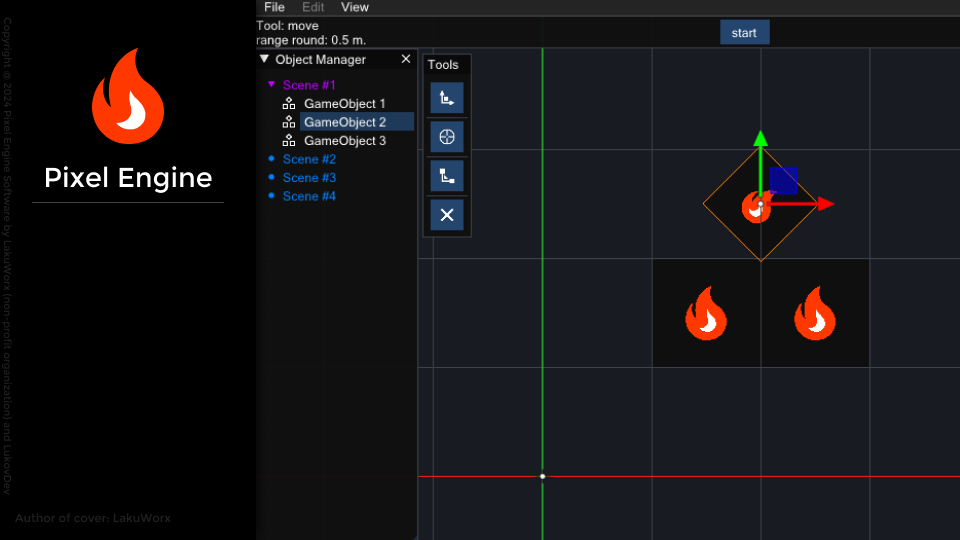 Copyright @ 2024 Pixel Engine Software by LakuWorx (non-profit organization) and LukovDev
Pixel Engine
Author of cover: LakuWorx
File Edit View
Tool: move
range round: 0.5 m.
start
Object Manager
Scene #1
GameObject 1
GameObject 2
GameObject 3
Scene #2
Scene #3
Scene #4
Tools